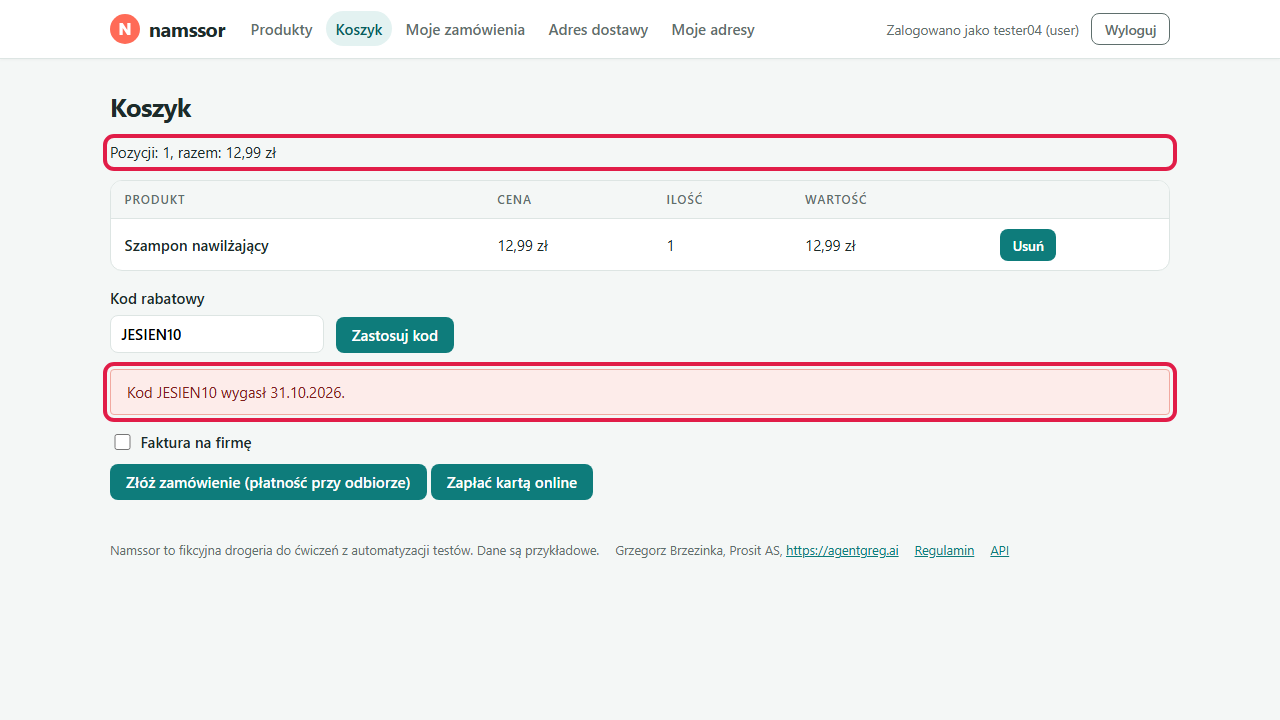 N namssor Produkty Koszyk Moje zamówienia Adres dostawy Moje adresy Zalogowano jako tester04 (user) Wyloguj
Koszyk
Pozycji: 1, razem: 12,99 zł
PRODUKT CENA ILOŚĆ WARTOŚĆ
Szampon nawilżający 12,99 zł 1 12,99 zł Usuń
Kod rabatowy
JESIEN10 Zastosuj kod
Kod JESIEN10 wygasł 31.10.2026.
Faktura na firmę
Złóż zamówienie (płatność przy odbiorze) Zapłać kartą online
Namssor to fikcyjna drogeria do ćwiczeń z automatyzacji testów. Dane są przykładowe. Grzegorz Brzezinka, Prosit AS, https://agentgreg.ai Regulamin API